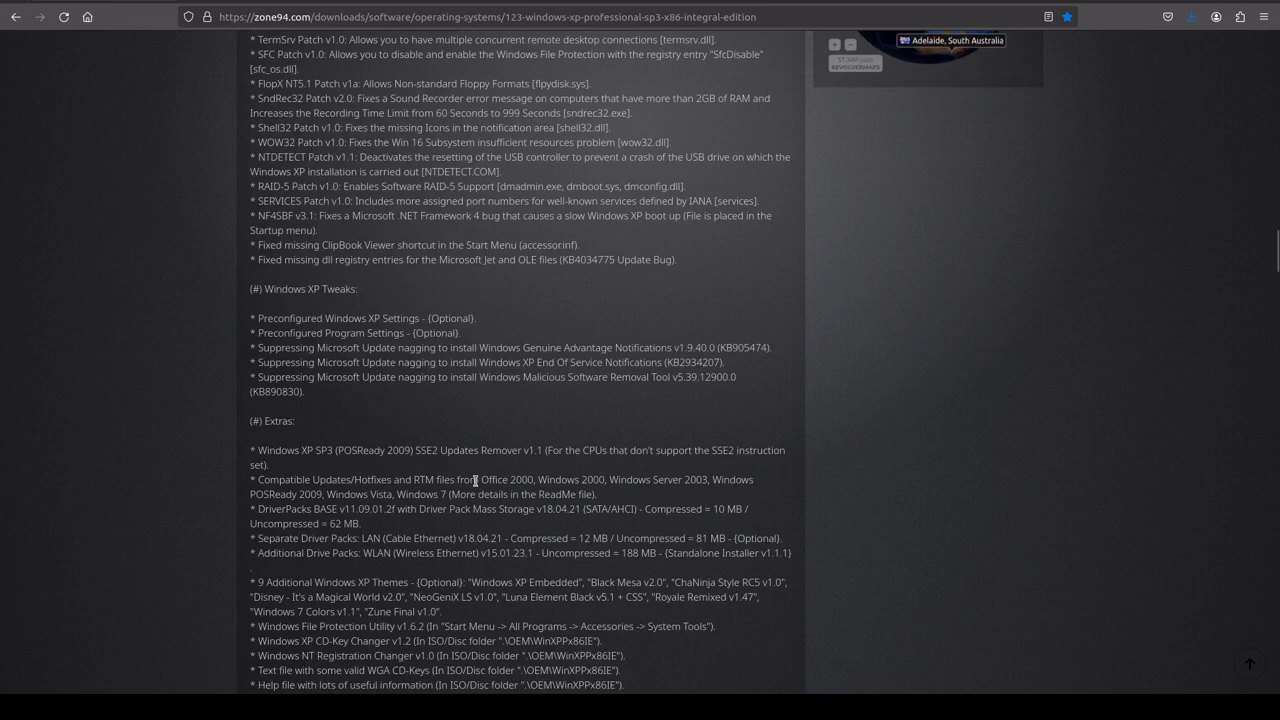 https://zone94.com/downloads/software/operating-systems/123-windows-xp-professional-sp3-x86-integral-edition
* TermSrv Patch v1.0: Allows you to have multiple concurrent remote desktop connections [termsrv.dll].
* SFC Patch v1.0: Allows you to disable and enable the Windows File Protection with the registry entry "SfcDisable"
[sfc_os.dll].
* FlopX NT5.1 Patch v1a: Allows Non-standard Floppy Formats [flpydisk.sys].
* SndRec32 Patch v2.0: Fixes a Sound Recorder error message on computers that have more than 2GB of RAM and
Increases the Recording Time Limit from 60 Seconds to 999 Seconds [sndrec32.exe].
* Shell32 Patch v1.0: Fixes the missing Icons in the notification area [shell32.dll].
* WOW32 Patch v1.0: Fixes the Win 16 Subsystem insufficient resources problem [wow32.dll].
* NTDETECT Patch v1.1: Deactivates the resetting of the USB controller to prevent a crash of the USB drive on which the
Windows XP installation is carried out [NTDETECT.COM].
* RAID-5 Patch v1.0: Enables Software RAID-5 Support [dmadmin.exe, dmboot.sys, dmconfig.dll].
* SERVICES Patch v1.0: Includes more assigned port numbers for well-known services defined by IANA [services].
* NF4SBF v3.1: Fixes a Microsoft .NET Framework 4 bug that causes a slow Windows XP boot up (File is placed in the
Startup menu).
* Fixed missing ClipBook Viewer shortcut in the Start Menu (accessor.inf).
* Fixed missing dll registry entries for the Microsoft Jet and OLE files (KB4034775 Update Bug).
(#) Windows XP Tweaks:
* Preconfigured Windows XP Settings - {Optional}.
* Preconfigured Program Settings - {Optional}.
* Suppressing Microsoft Update nagging to install Windows Genuine Advantage Notifications v1.9.40.0 (KB905474).
* Suppressing Microsoft Update nagging to install Windows XP End Of Service Notifications (KB2934207).
* Suppressing Microsoft Update nagging to install Windows Malicious Software Removal Tool v5.39.12900.0
(KB890830).
(#) Extras:
* Windows XP SP3 (POSReady 2009) SSE2 Updates Remover v1.1 (For the CPUs that don't support the SSE2 instruction
set).
* Compatible Updates/Hotfixes and RTM files from Office 2000, Windows 2000, Windows Server 2003, Windows
POSReady 2009, Windows Vista, Windows 7 (More details in the ReadMe file).
* DriverPacks BASE v11.09.01.2f with Driver Pack Mass Storage v18.04.21 (SATA/AHCI) - Compressed = 10 MB /
Uncompressed = 62 MB.
* Separate Driver Packs: LAN (Cable Ethernet) v18.04.21 - Compressed = 12 MB / Uncompressed = 81 MB - {Optional}.
* Additional Drive Packs: WLAN (Wireless Ethernet) v15.01.23.1 - Uncompressed = 188 MB - {Standalone Installer v1.1.1}
.
* 9 Additional Windows XP Themes - {Optional}: "Windows XP Embedded", "Black Mesa v2.0", "ChaNinja Style RC5 v1.0",
"Disney - It's a Magical World v2.0", "NeoGeniX LS v1.0", "Luna Element Black v5.1 + CSS", "Royale Remixed v1.47",
"Windows 7 Colors v1.1", "Zune Final v1.0".
* Windows File Protection Utility v1.6.2 (In "Start Menu -> All Programs -> Accessories -> System Tools").
* Windows XP CD-Key Changer v1.2 (In ISO/Disc folder ".\OEM\WinXPPx86IE").
* Windows NT Registration Changer v1.0 (In ISO/Disc folder ".\OEM\WinXPPx86IE").
* Text file with some valid WGA CD-Keys (In ISO/Disc folder ".\OEM\WinXPPx86IE").
* Help file with lots of useful information (In ISO/Disc folder ".\OEM\WinXPPx86IE").
Adelaide, South Australia
REVOLVERMAPS